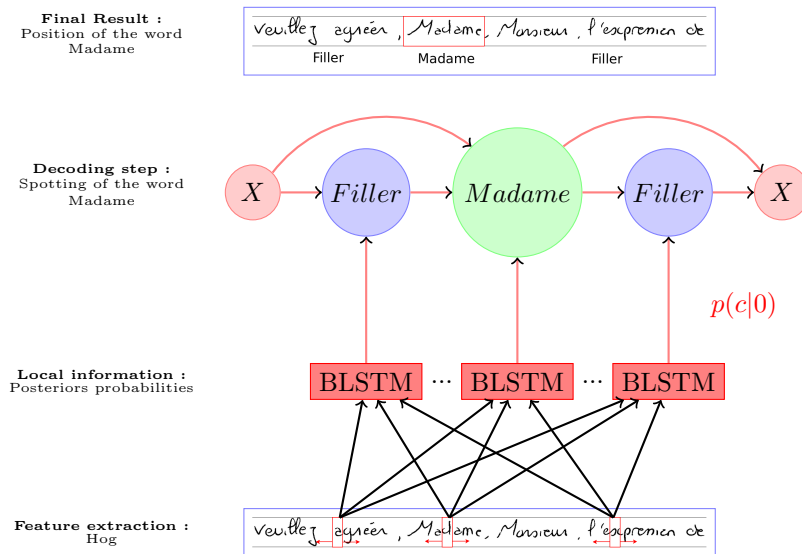 Final Result :
Position of the word
Madame
veuillez agréer, Madame, Monsieur, l'expression de
Filler Madame Filler
Decoding step :
Spotting of the word
Madame
X Filler Madame Filler X
p(c|0)
Local information :
Posteriors probabilities
BLSTM ... BLSTM ... BLSTM
Feature extraction :
Hog
veuillez agréer, Madame, Monsieur, l'expression de